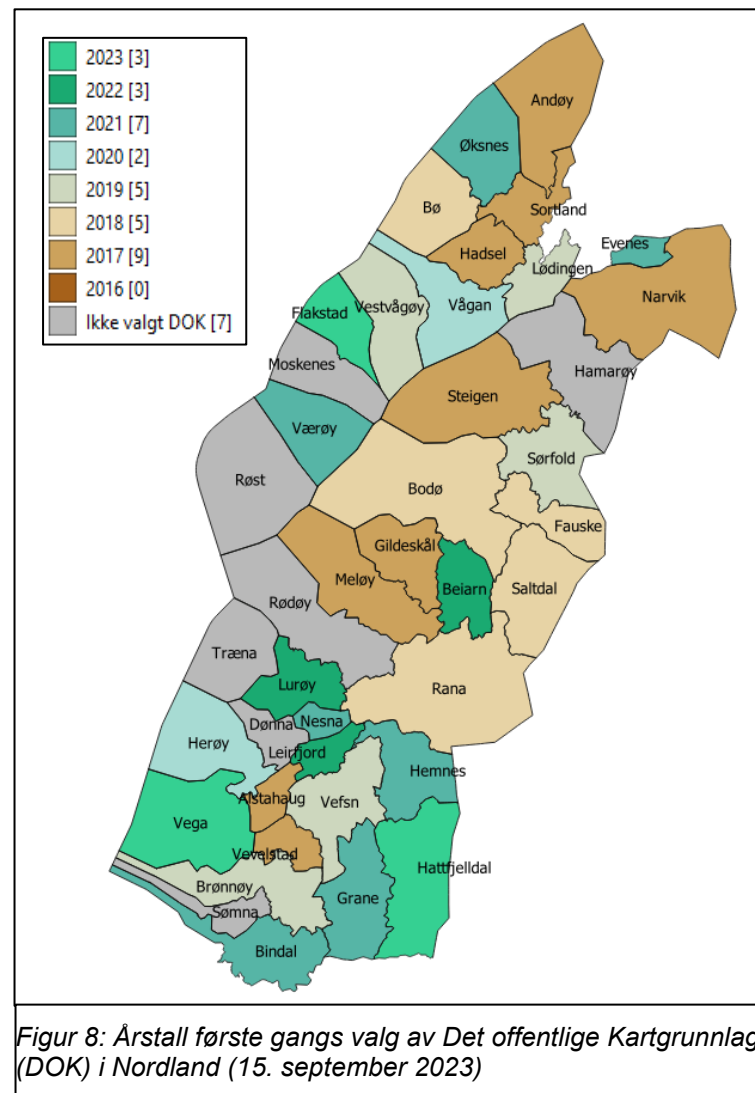 2023 [3]
2022 [3]
2021 [7]
2020 [2]
2019 [5]
2018 [5]
2017 [9]
2016 [0]
Ikke valgt DOK [7]
Andøy
Øksnes
Bø
Sortland
Evenes
Hadsel
Lødingen
Narvik
Vestvågøy
Vågan
Flakstad
Moskenes
Hamarøy
Steigen
Værøy
Sørfold
Røst
Bodø
Fauske
Gildeskål
Meløy
Beiarn
Saltdal
Rødøy
Træna
Lurøy
Rana
Dønna
Nesna
Herøy
Leirfjord
Hemnes
Alstahaug
Vefsn
Vega
Vevelstad
Hattfjelldal
Brønnøy
Grane
Sømna
Bindal
Figur 8: Årstall første gangs valg av Det offentlige Kartgrunnlag
(DOK) i Nordland (15. september 2023)